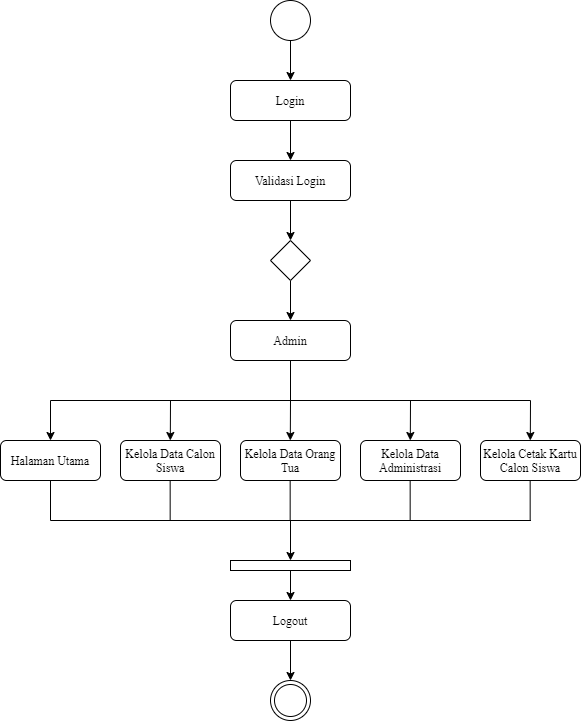 Login
Validasi Login
Admin
Halaman Utama
Kelola Data Calon
Siswa
Kelola Data Orang
Tua
Kelola Data
Administrasi
Kelola Cetak Kartu
Calon Siswa
Logout